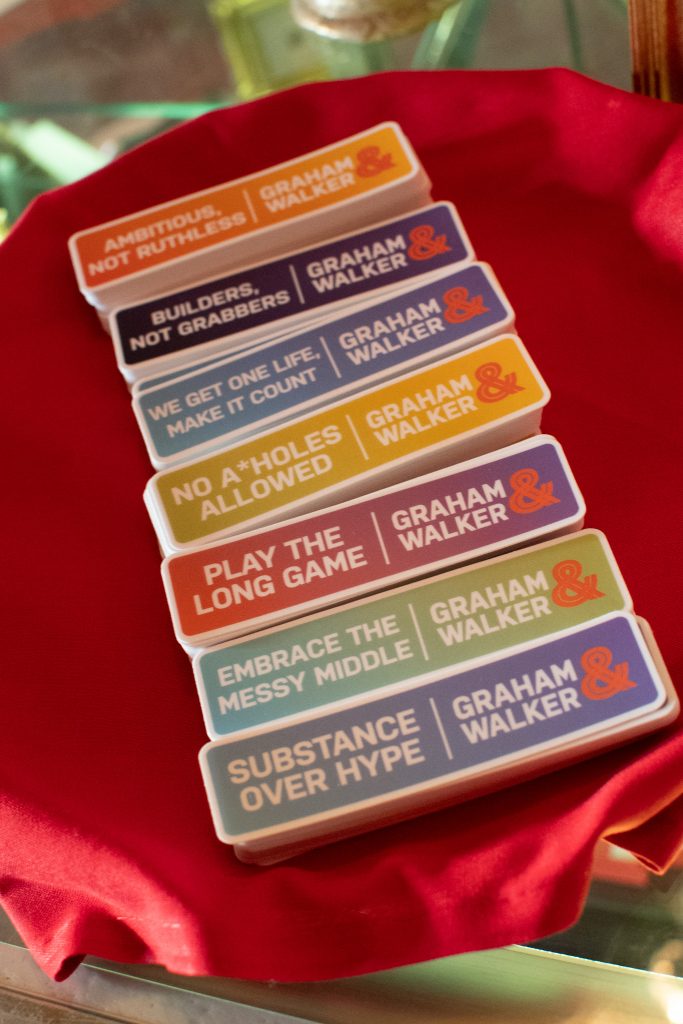 AMBITIOUS,
NOT RUTHLESS
GRAHAM &
WALKER
BUILDERS,
NOT GRABBERS
GRAHAM &
WALKER
WE GET ONE LIFE,
MAKE IT COUNT
GRAHAM &
WALKER
NO A*HOLES
ALLOWED
GRAHAM &
WALKER
PLAY THE
LONG GAME
GRAHAM &
WALKER
EMBRACE THE
MESSY MIDDLE
GRAHAM &
WALKER
SUBSTANCE
OVER HYPE
GRAHAM &
WALKER